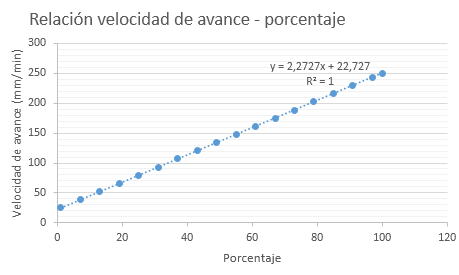 Relación velocidad de avance - porcentaje
300
250
200
150
100
50
0
Velocidad de avance (mm/min)
y = 2,2727x + 22,727
R² = 1
0 20 40 60 80 100 120
Porcentaje